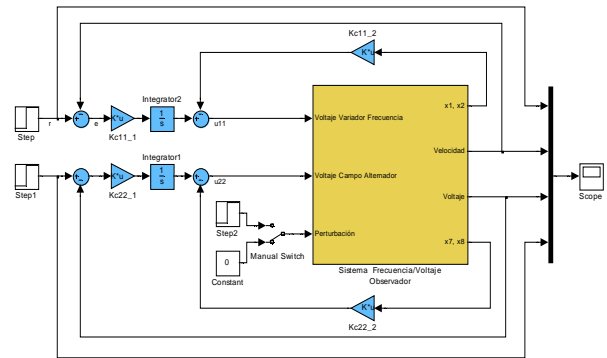 Kc11_2
K*u
Integrator2
x1, x2
Step
r
e
K*u
1
s
u11
Voltaje Variador Frecuencia
Kc11_1
Velocidad
Integrator1
Step1
K*u
1
s
u22
Voltaje Campo Alternador
Kc22_1
Voltaje
Scope
Step2
Perturbación
Manual Switch
x7, x8
0
Constant
Sistema Frecuencia/Voltaje
Observador
K*u
Kc22_2